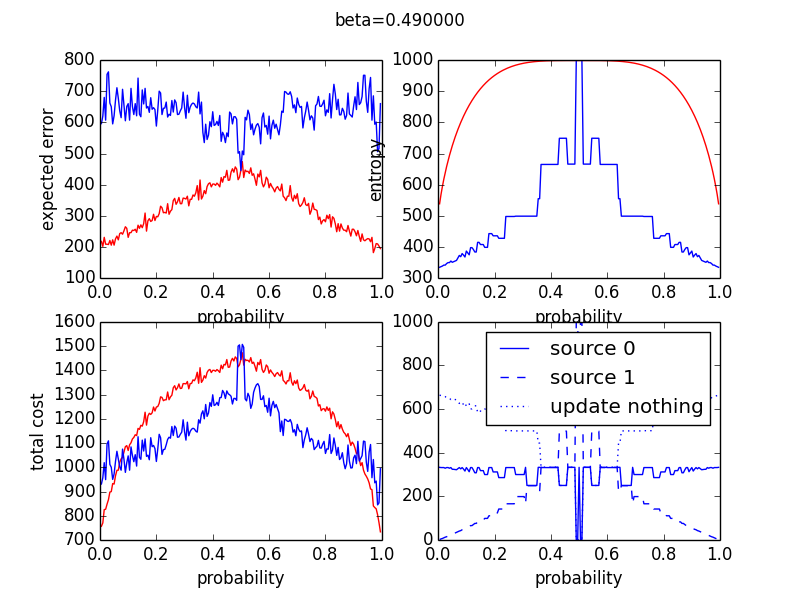 beta=0.490000
800
700
600
500
400
300
200
100
expected error
0.0 0.2 0.4 0.6 0.8 1.0
probability
1000
900
800
700
600
500
400
300
entropy
0.0 0.2 0.4 0.6 0.8 1.0
probability
1600
1500
1400
1300
1200
1100
1000
900
800
700
total cost
0.0 0.2 0.4 0.6 0.8 1.0
probability
1000
800
600
400
200
0
source 0
source 1
update nothing
0.0 0.2 0.4 0.6 0.8 1.0
probability